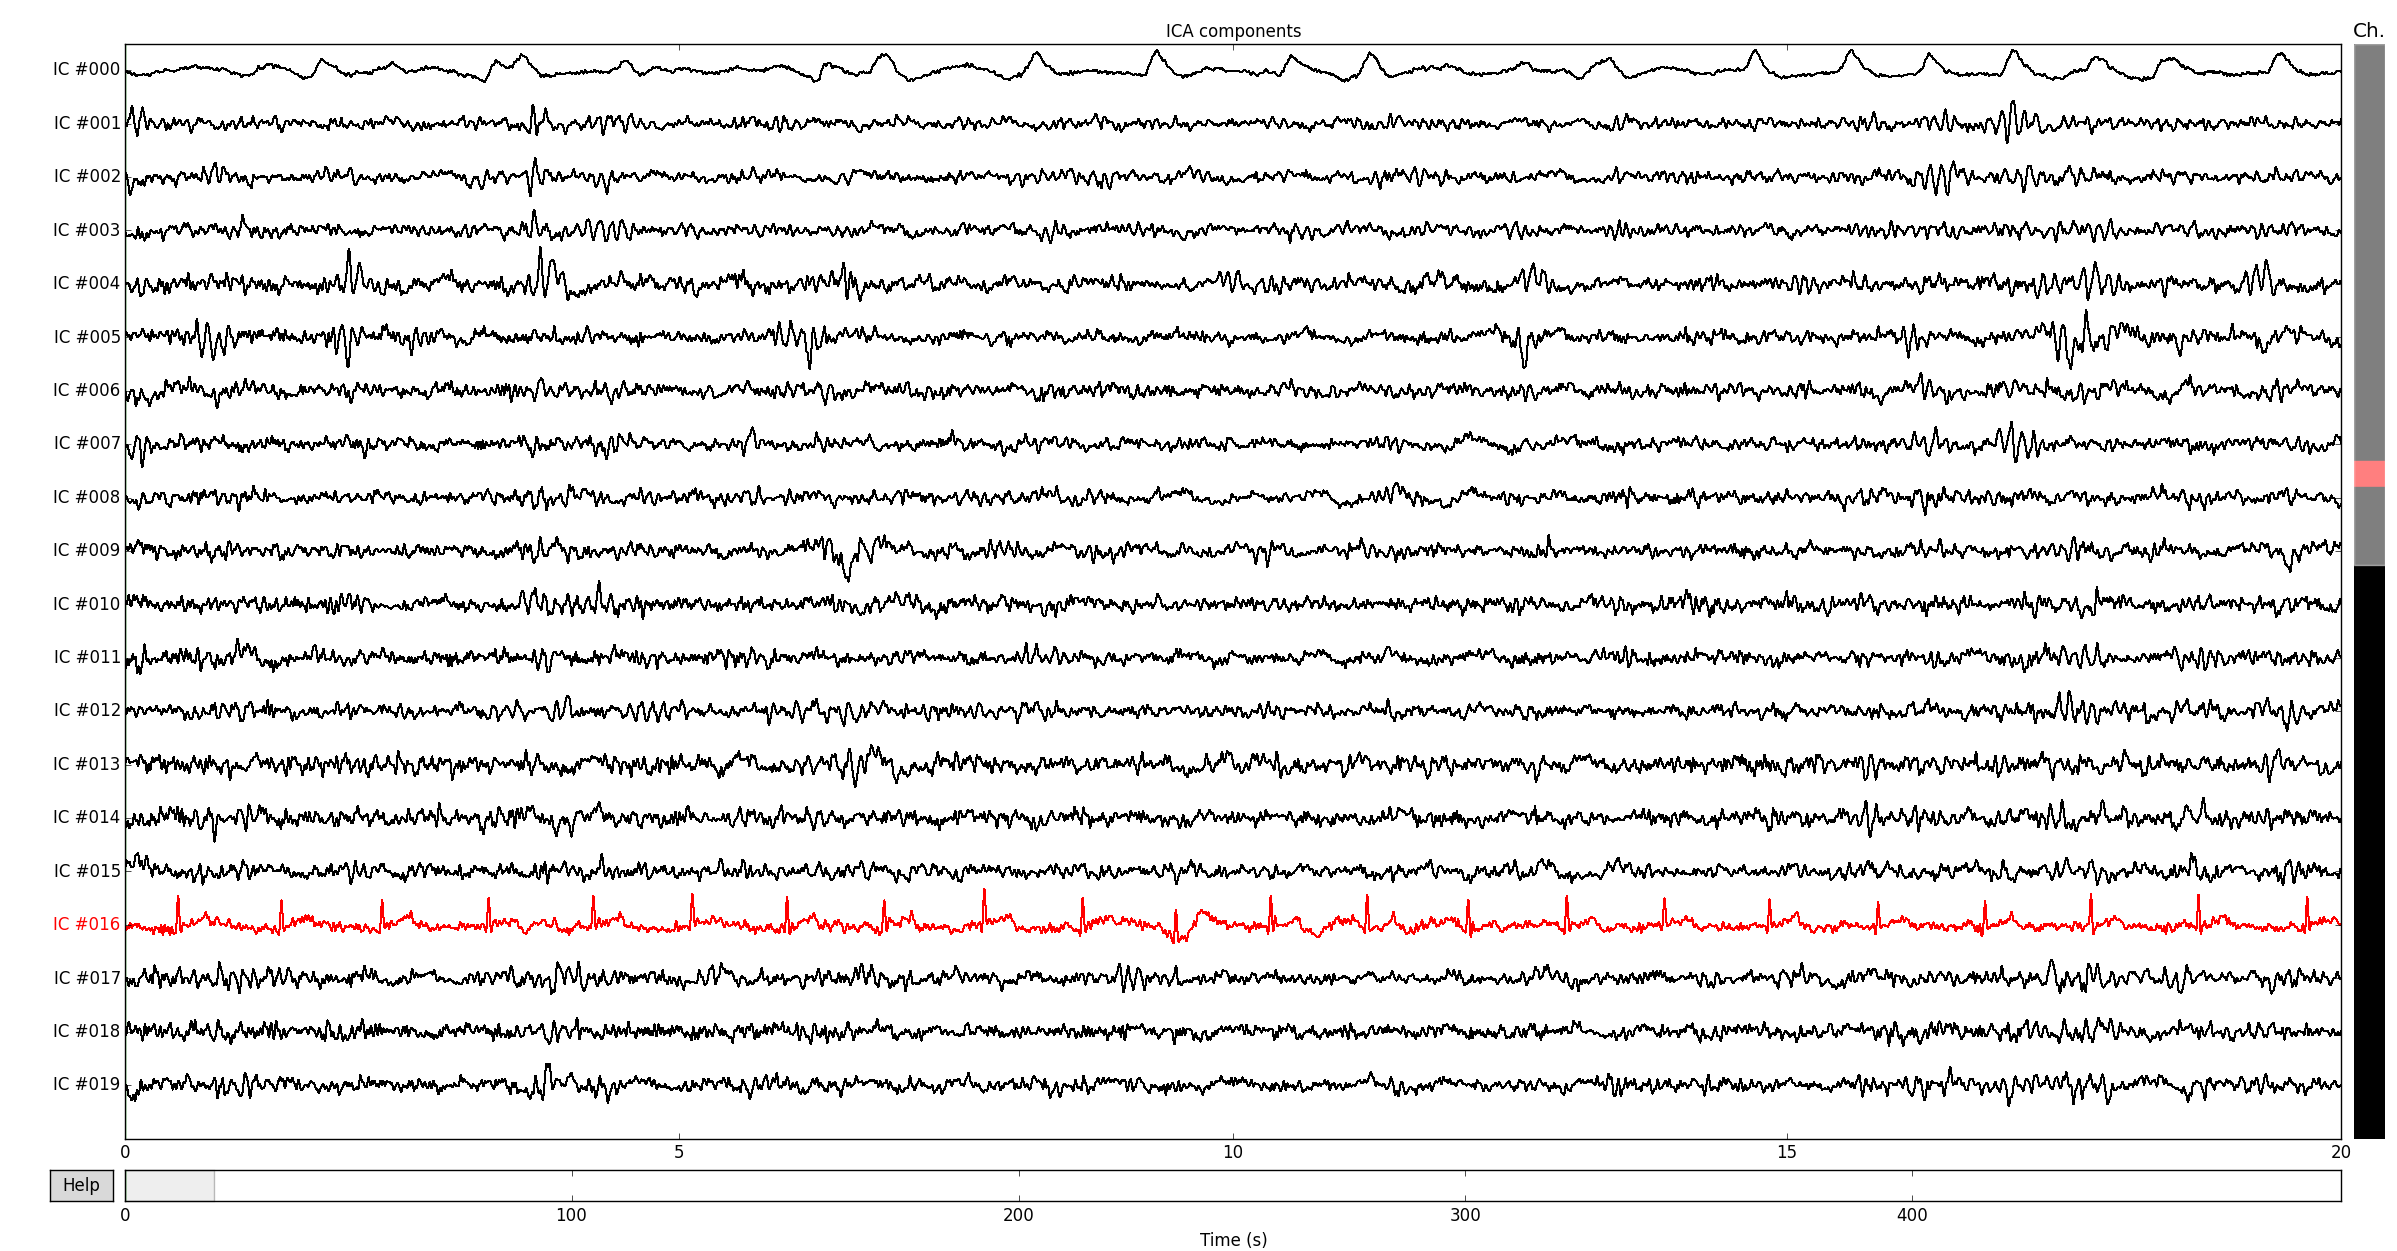 ICA components
Ch.
IC #000
IC #001
IC #002
IC #003
IC #004
IC #005
IC #006
IC #007
IC #008
IC #009
IC #010
IC #011
IC #012
IC #013
IC #014
IC #015
IC #016
IC #017
IC #018
IC #019
0 5 10 15 20
Help
0 100 200 300 400
Time (s)